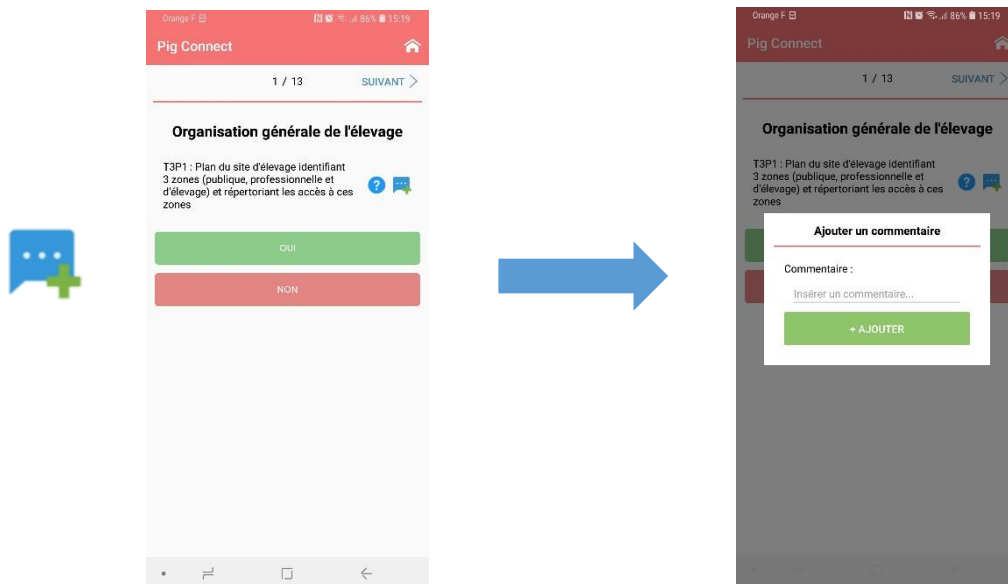 Orange F
86% 15:19
Pig Connect
1 / 13
SUIVANT
Organisation générale de l'élevage
T3P1 : Plan du site d'élevage identifiant
3 zones (publique, professionnelle et
d'élevage) et répertoriant les accès à ces
zones
OUI
NON
Orange F
86% 15:19
Pig Connect
1 / 13
SUIVANT
Organisation générale de l'élevage
T3P1 : Plan du site d'élevage identifiant
3 zones (publique, professionnelle et
d'élevage) et répertoriant les accès à ces
zones
Ajouter un commentaire
Commentaire :
Insérer un commentaire...
+ AJOUTER